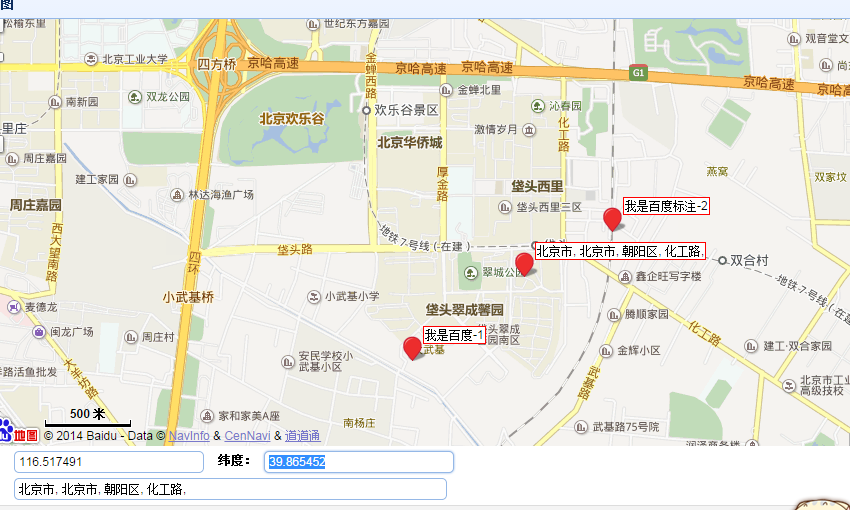 图
松榆东里
世纪东方嘉园
观音堂文
北京工业大学
四方桥
京哈高速
京哈高速
京哈高速
G1
京哈高速
京哈
金蝉西路
金蝉北里
南新园
双龙公园
欢乐谷景区
沁春园
化工路
北京欢乐谷
激情岁月
里庄
北京华侨城
周庄嘉园
建工家园
厚金路
垡头西里
燕窝
双家坟
林达海渔广场
周庄嘉园
垡头西里三区
我是百度标注-2
西大望南路
地铁7号线(-在建)
四环
垡头路
北京市, 北京市, 朝阳区, 化工路,
翠城公园
双合村
鑫企旺写字楼
地铁·7号线·(-在
小武基桥
小武基小学
麦德龙
垡头翠成馨园
腾顺家园
化工路
闽龙广场
周庄村
我是百度-1
垡头翠成
园南区
武基
金辉小区
建工·双合家园
大羊坊路
安民学校小
武基小区
路活鱼批发
武基路
北京市工业
高级技校
500 米
家和家美A座
南杨庄
武基路75号院
地图
© 2014 Baidu - Data © NavInfo & CenNavi & 道道通
润泽商务楼
116.517491
纬度：
39.865452
北京市, 北京市, 朝阳区, 化工路,